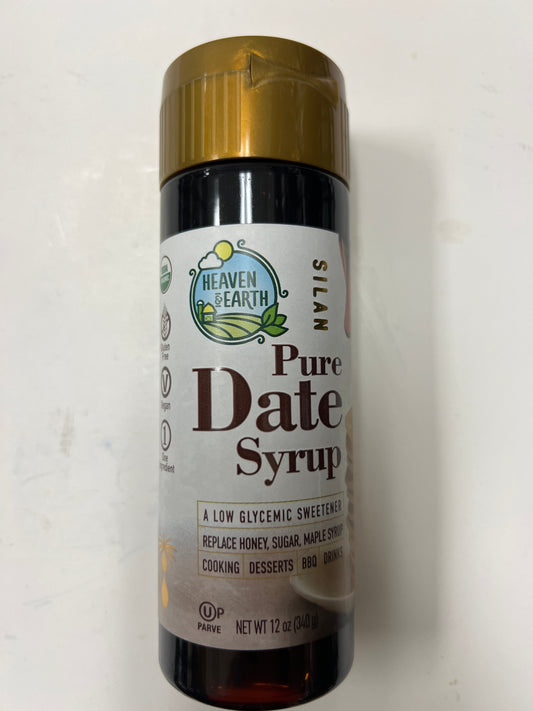 HEAVEN
& EARTH
SILAN
Pure
Date
Syrup
Gluten
Free
Vegan
1
One
Ingredient
A LOW GLYCEMIC SWEETENER
REPLACE HONEY, SUGAR, MAPLE SYRUP
COOKING DESSERTS BBQ DRINKS
U P
PARVE
NET WT 12 oz (340 g)